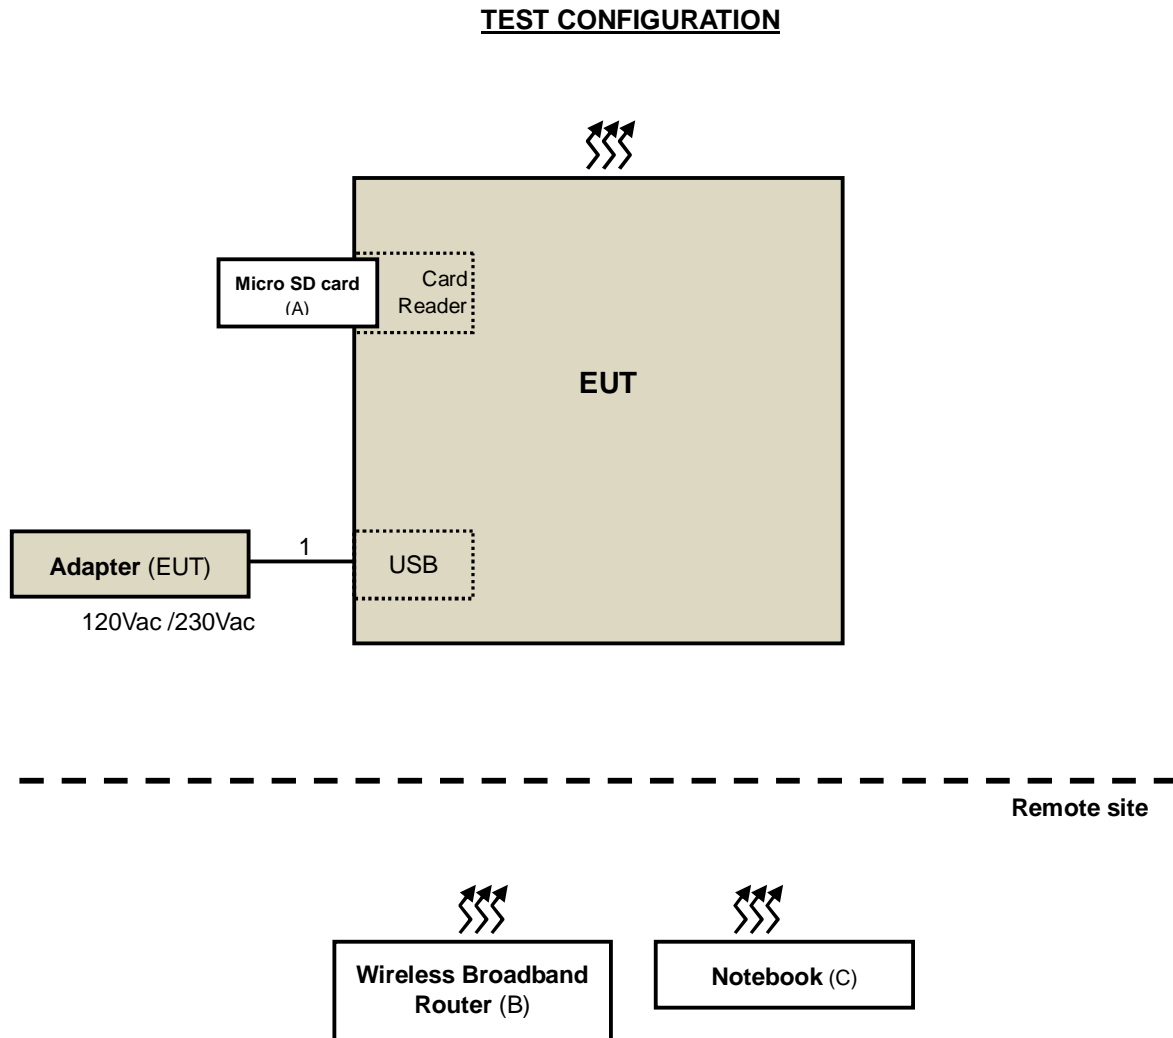 TEST CONFIGURATION
Micro SD card
(A)
Card
Reader
EUT
Adapter (EUT)
1
USB
120Vac /230Vac
Remote site
Wireless Broadband
Router (B)
Notebook (C)